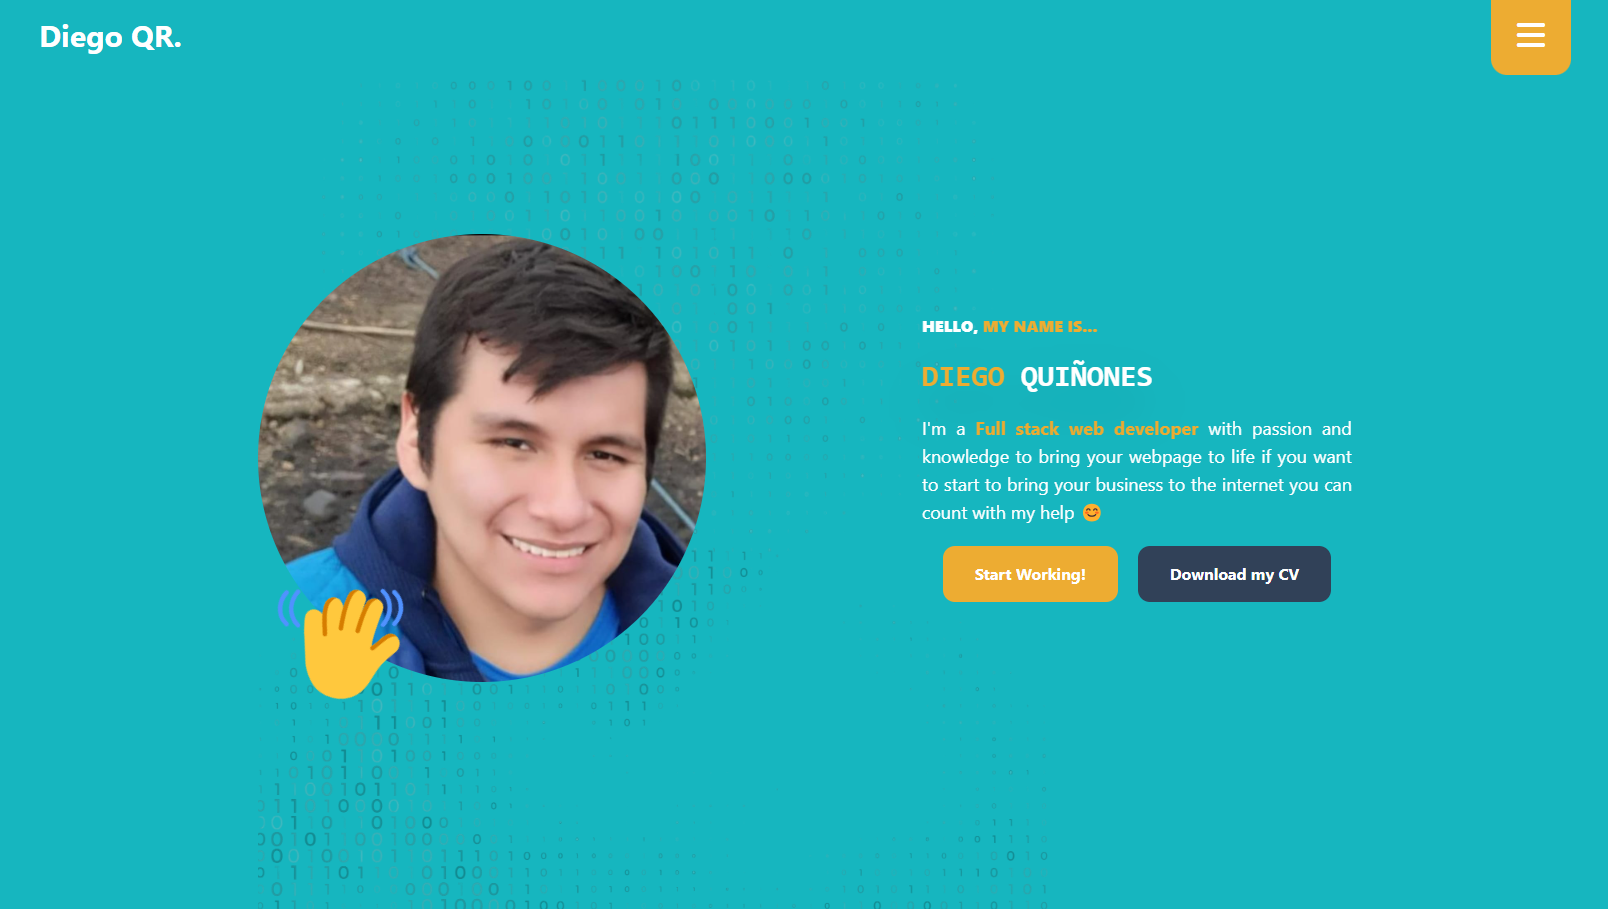 Diego QR.
HELLO, MY NAME IS...
DIEGO QUIÑONES
I'm a Full stack web developer with passion and
knowledge to bring your webpage to life if you want
to start to bring your business to the internet you can
count with my help 😊
Start Working!
Download my CV